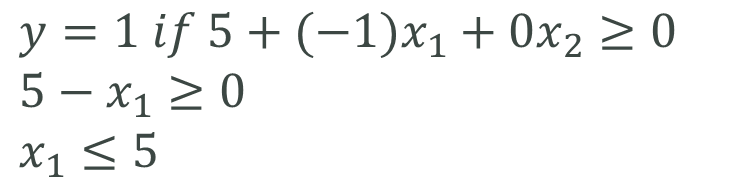 y = 1 if 5 + (−1)x₁ + 0x₂ ≥ 0
5 − x₁ ≥ 0
x₁ ≤ 5